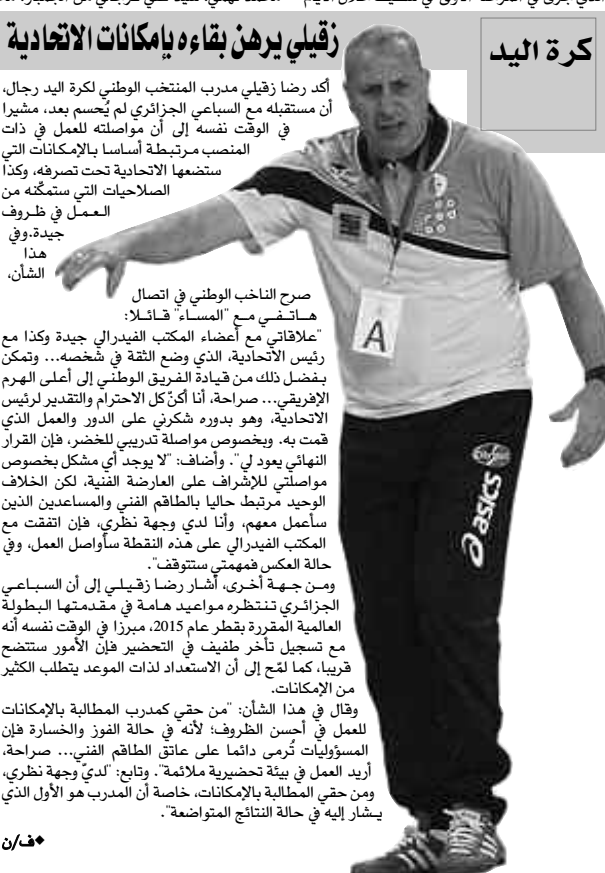 كرة اليد
زقيلي يرهن بقاءه بإمكانات الاتحادية
أكد رضا زقيلي مدرب المنتخب الوطني لكرة اليد رجال،
أن مستقبله مع السباعي الجزائري لم يُحسم بعد، مشيرا
في الوقت نفسه إلى أن مواصلته للعمل في ذات
المنصب مرتبطة أساسا بالإمكانات التي
ستضعها الاتحادية تحت تصرفه، وكذا
الصلاحيات التي ستمكّنه من
العمل في ظروف
جيدة.وفي
هذا
الشأن،
صرح الناخب الوطني في اتصال
هاتفي مع "المساء" قائلا:
"علاقاتي مع أعضاء المكتب الفيدرالي جيدة وكذا مع
رئيس الاتحادية، الذي وضع الثقة في شخصه... وتمكن
بفضل ذلك من قيادة الفريق الوطني إلى أعلى الهرم
الإفريقي... صراحة، أنا أكنّ كل الاحترام والتقدير لرئيس
الاتحادية، وهو بدوره شكرني على الدور والعمل الذي
قمت به. وبخصوص مواصلة تدريبي للخضر، فإن القرار
النهائي يعود لي". وأضاف: "لا يوجد أي مشكل بخصوص
مواصلتي للإشراف على العارضة الفنية، لكن الخلاف
الوحيد مرتبط حاليا بالطاقم الفني والمساعدين الذين
سأعمل معهم، وأنا لدي وجهة نظري، فإن اتفقت مع
المكتب الفيدرالي على هذه النقطة سأواصل العمل، وفي
حالة العكس فمهمتي ستتوقف".
ومن جهة أخرى، أشار رضا زقيلي إلى أن السباعي
الجزائري تنتظره مواعيد هامة في مقدمتها البطولة
العالمية المقررة بقطر عام 2015، مبرزا في الوقت نفسه أنه
مع تسجيل تأخر طفيف في التحضير فإن الأمور ستتضح
قريبا، كما لمّح إلى أن الاستعداد لذات الموعد يتطلب الكثير
من الإمكانات.
وقال في هذا الشأن: "من حقي كمدرب المطالبة بالإمكانات
للعمل في أحسن الظروف؛ لأنه في حالة الفوز والخسارة فإن
المسؤوليات تُرمى دائما على عاتق الطاقم الفني... صراحة،
أريد العمل في بيئة تحضيرية ملائمة". وتابع: "لديّ وجهة نظري،
ومن حقي المطالبة بالإمكانات، خاصة أن المدرب هو الأول الذي
يشار إليه في حالة النتائج المتواضعة".
◆ف/ن
A
asics